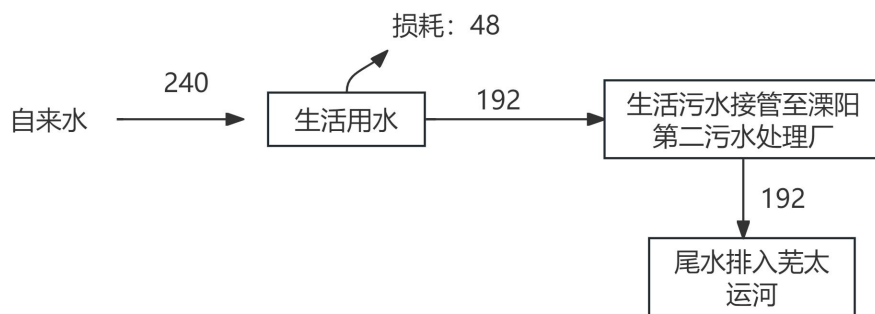 损耗：48
240
自来水
生活用水
192
生活污水接管至溧阳
第二污水处理厂
192
尾水排入芜太
运河